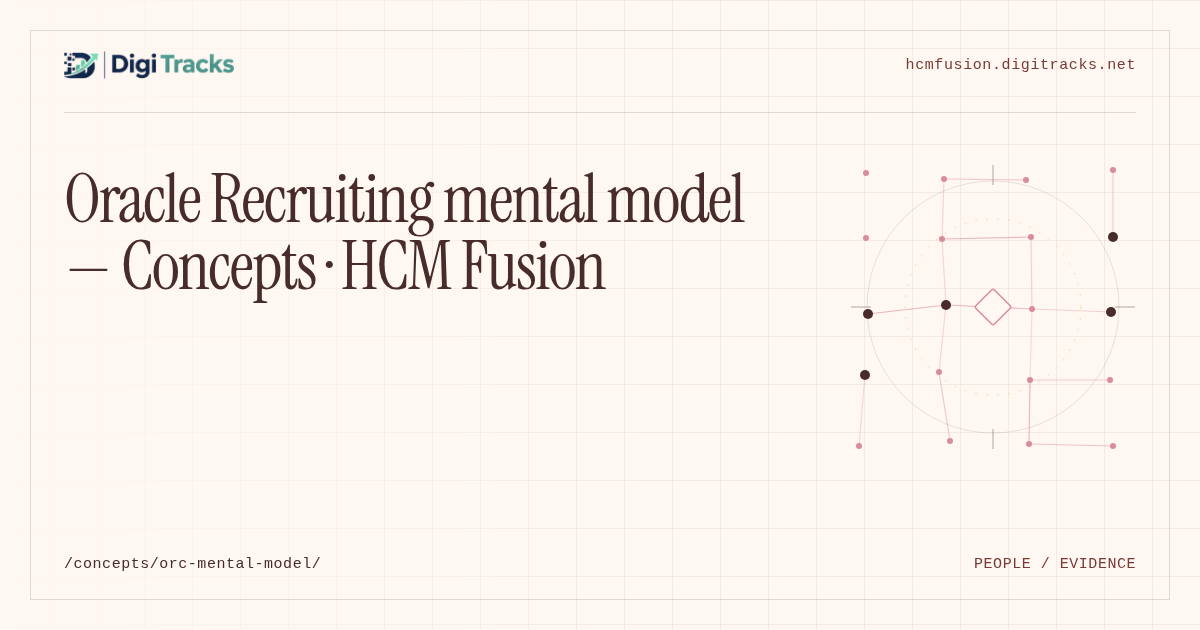 Digi Tracks
hcmfusion.digitracks.net
Oracle Recruiting mental model
— Concepts · HCM Fusion
/concepts/orc-mental-model/
PEOPLE / EVIDENCE